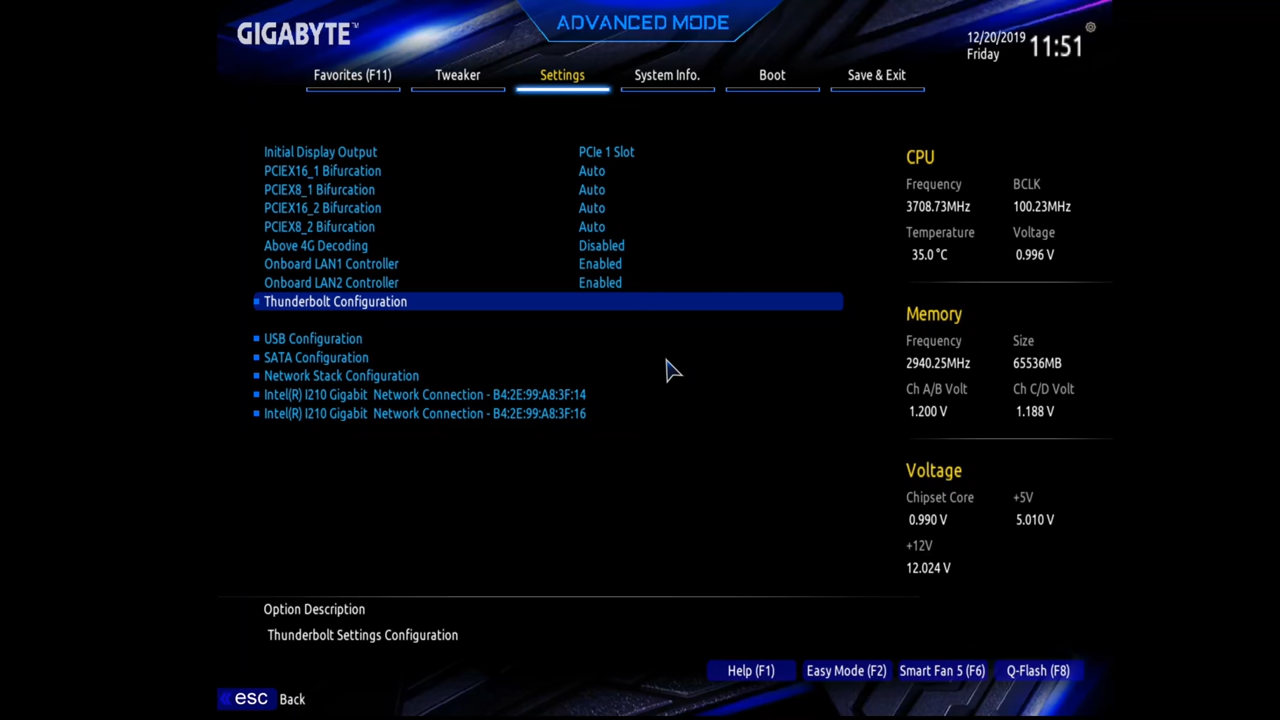 GIGABYTE™
ADVANCED MODE
12/20/2019
Friday
11:51
Favorites (F11) Tweaker Settings System Info. Boot Save & Exit
Initial Display Output PCIe 1 Slot
PCIEX16_1 Bifurcation Auto
PCIEX8_1 Bifurcation Auto
PCIEX16_2 Bifurcation Auto
PCIEX8_2 Bifurcation Auto
Above 4G Decoding Disabled
Onboard LAN1 Controller Enabled
Onboard LAN2 Controller Enabled
Thunderbolt Configuration
USB Configuration
SATA Configuration
Network Stack Configuration
Intel(R) I210 Gigabit Network Connection - B4:2E:99:A8:3F:14
Intel(R) I210 Gigabit Network Connection - B4:2E:99:A8:3F:16
CPU
Frequency BCLK
3708.73MHz 100.23MHz
Temperature Voltage
35.0 °C 0.996 V
Memory
Frequency Size
2940.25MHz 65536MB
Ch A/B Volt Ch C/D Volt
1.200 V 1.188 V
Voltage
Chipset Core +5V
0.990 V 5.010 V
+12V
12.024 V
Option Description
Thunderbolt Settings Configuration
Help (F1) Easy Mode (F2) Smart Fan 5 (F6) Q-Flash (F8)
esc Back